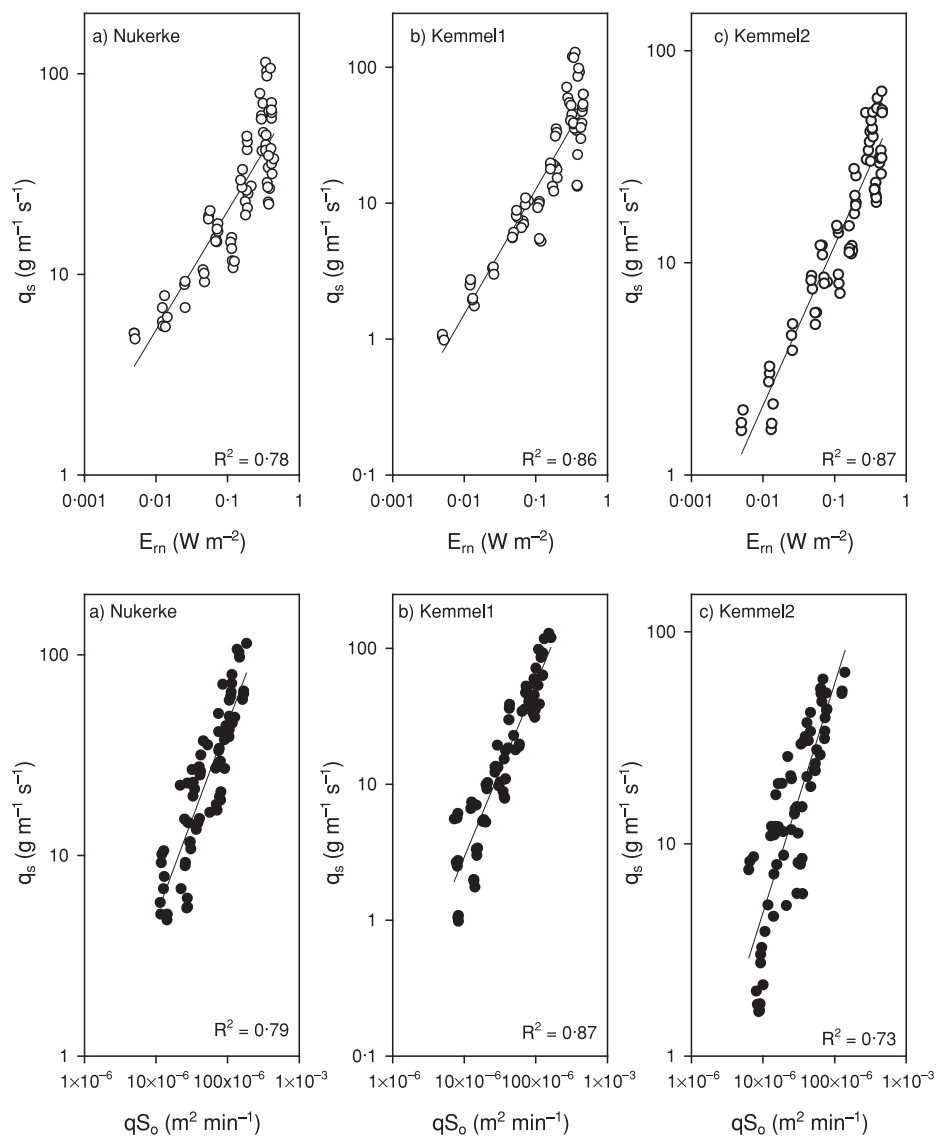 a) Nukerke
b) Kemmel1
c) Kemmel2
100
100
100
qₛ (g m⁻¹ s⁻¹)
qₛ (g m⁻¹ s⁻¹)
qₛ (g m⁻¹ s⁻¹)
10
10
10
1
R² = 0·78
R² = 0·86
R² = 0·87
1
0·1
1
0·001 0·01 0·1 1
0·001 0·01 0·1 1
0·001 0·01 0·1 1
Eᵣₙ (W m⁻²)
Eᵣₙ (W m⁻²)
Eᵣₙ (W m⁻²)
a) Nukerke
b) Kemmel1
c) Kemmel2
100
100
100
qₛ (g m⁻¹ s⁻¹)
qₛ (g m⁻¹ s⁻¹)
qₛ (g m⁻¹ s⁻¹)
10
10
10
1
R² = 0·79
R² = 0·87
R² = 0·73
1
0·1
1
1×10⁻⁶ 10×10⁻⁶ 100×10⁻⁶ 1×10⁻³
1×10⁻⁶ 10×10⁻⁶ 100×10⁻⁶ 1×10⁻³
1×10⁻⁶ 10×10⁻⁶ 100×10⁻⁶ 1×10⁻³
qSₒ (m² min⁻¹)
qSₒ (m² min⁻¹)
qSₒ (m² min⁻¹)